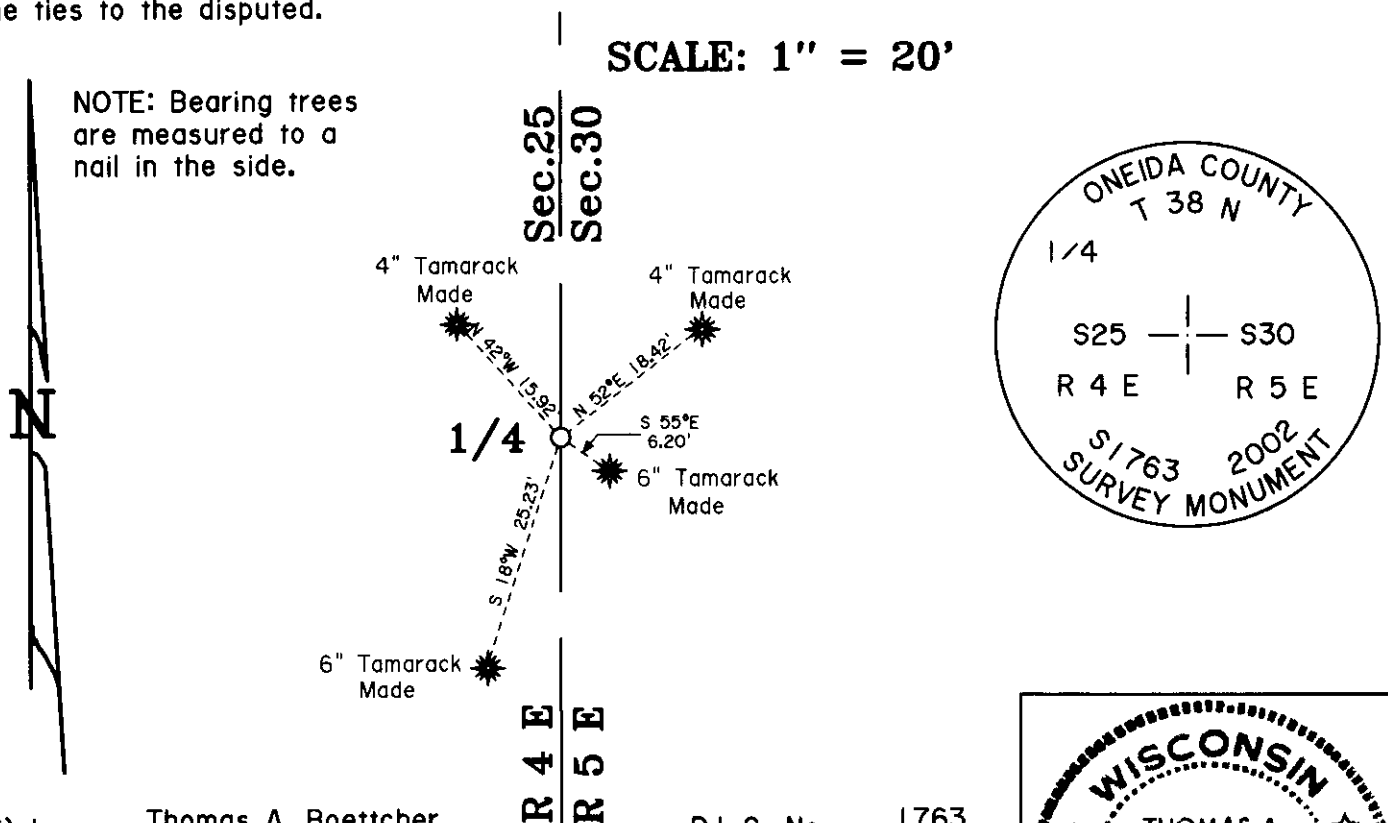 ties to the disputed.
SCALE: 1" = 20'
NOTE: Bearing trees
are measured to a
nail in the side.
Sec.25
Sec.30
4" Tamarack
Made
4" Tamarack
Made
N 42°W 15.92'
N 52°E 18.42'
1/4
S 55°E
6.20'
6" Tamarack
Made
S 18°W 25.23'
6" Tamarack
Made
N
R 4 E
R 5 E
ONEIDA COUNTY
T 38 N
1/4
S25 S30
R 4 E R 5 E
S1763 2002
SURVEY MONUMENT
WISCONSIN
THOMAS A.
Thomas A. Boettcher
1763